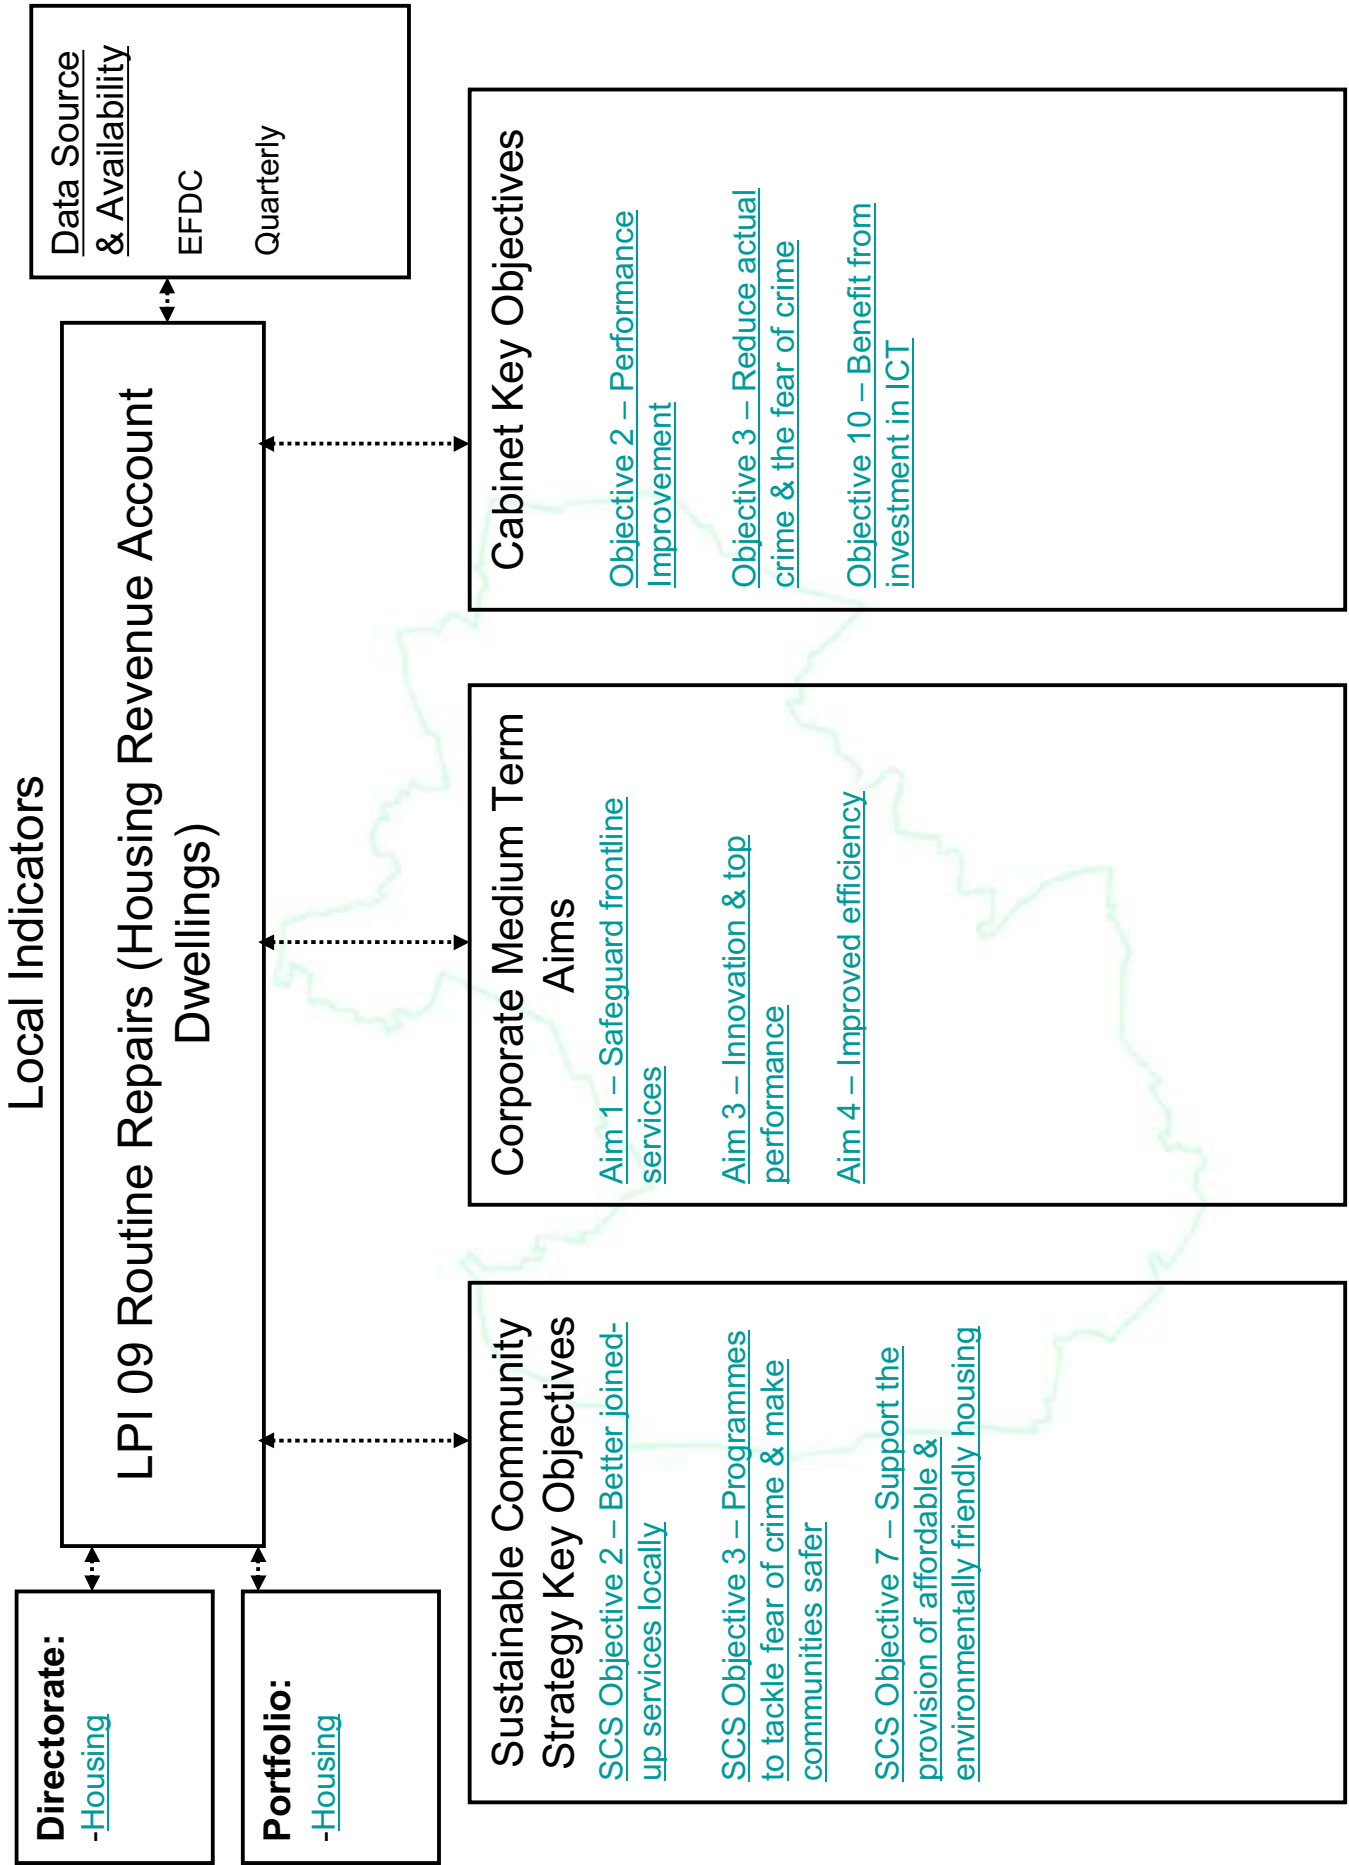 Local Indicators
Directorate:
-Housing
Portfolio:
-Housing
LPI 09 Routine Repairs (Housing Revenue Account
Dwellings)
Data Source
& Availability
EFDC
Quarterly
Sustainable Community
Strategy Key Objectives
SCS Objective 2 – Better joined-
up services locally
SCS Objective 3 – Programmes
to tackle fear of crime & make
communities safer
SCS Objective 7 – Support the
provision of affordable &
environmentally friendly housing
Corporate Medium Term
Aims
Aim 1 – Safeguard frontline
services
Aim 3 – Innovation & top
performance
Aim 4 – Improved efficiency
Cabinet Key Objectives
Objective 2 – Performance
Improvement
Objective 3 – Reduce actual
crime & the fear of crime
Objective 10 – Benefit from
investment in ICT